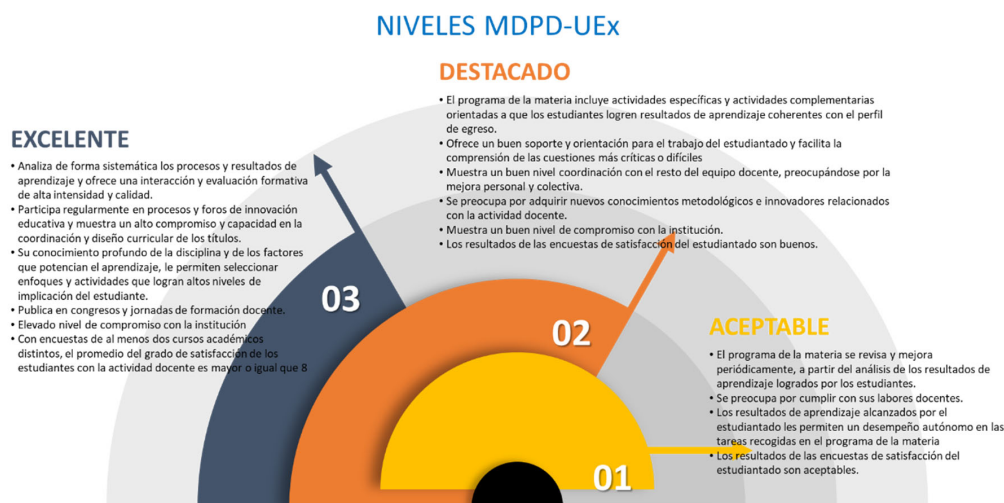 NIVELES MDPD-UEx
DESTACADO
• El programa de la materia incluye actividades específicas y actividades complementarias
orientadas a que los estudiantes logren resultados de aprendizaje coherentes con el perfil
de egreso.
• Ofrece un buen soporte y orientación para el trabajo del estudiantado y facilita la
comprensión de las cuestiones más críticas o difíciles
• Muestra un buen nivel coordinación con el resto del equipo docente, preocupándose por la
mejora personal y colectiva.
• Se preocupa por adquirir nuevos conocimientos metodológicos e innovadores relacionados
con la actividad docente.
• Muestra un buen nivel de compromiso con la institución.
• Los resultados de las encuestas de satisfacción del estudiantado son buenos.
EXCELENTE
• Analiza de forma sistemática los procesos y resultados de
aprendizaje y ofrece una interacción y evaluación formativa
de alta intensidad y calidad.
• Participa regularmente en procesos y foros de innovación
educativa y muestra un alto compromiso y capacidad en la
coordinación y diseño curricular de los títulos.
• Su conocimiento profundo de la disciplina y de los factores
que potencian el aprendizaje, le permiten seleccionar
enfoques y actividades que logran altos niveles de
implicación del estudiante.
• Publica en congresos y jornadas de formación docente.
• Elevado nivel de compromiso con la institución
• Con encuestas de al menos dos cursos académicos
distintos, el promedio del grado de satisfacción de los
estudiantes con la actividad docente es mayor o igual que 8
03
02
ACEPTABLE
• El programa de la materia se revisa y mejora
periódicamente, a partir del análisis de los resultados de
aprendizaje logrados por los estudiantes.
• Se preocupa por cumplir con sus labores docentes.
• Los resultados de aprendizaje alcanzados por el
estudiantado les permiten un desempeño autónomo en las
tareas recogidas en el programa de la materia
• Los resultados de las encuestas de satisfacción del
estudiantado son aceptables.
01